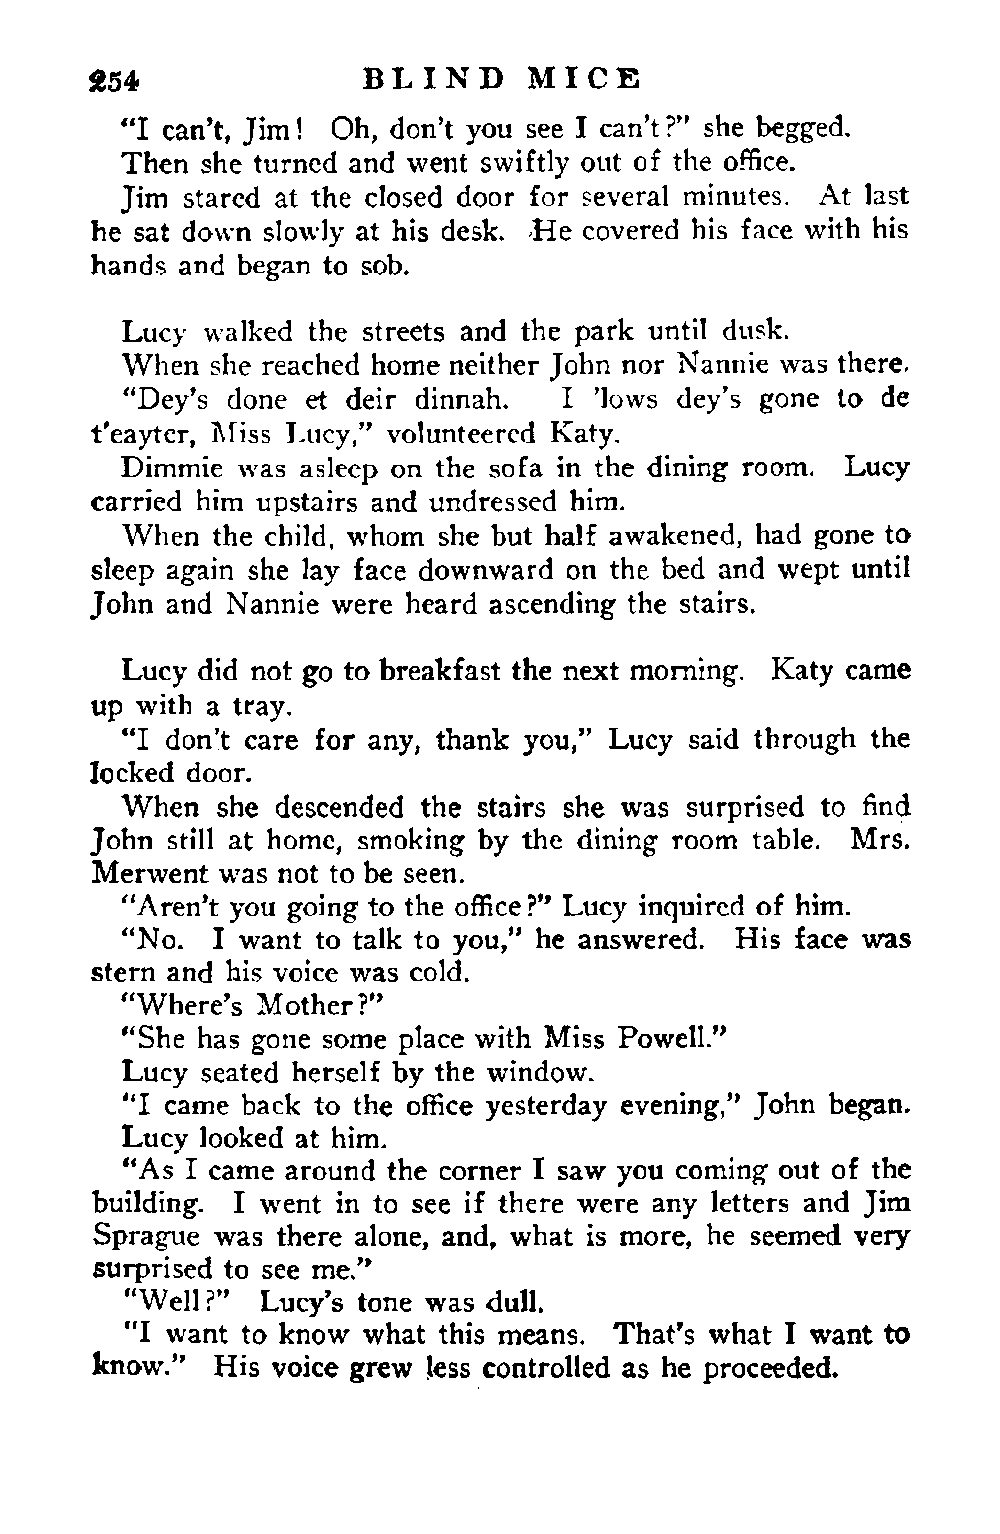 254 BLIND MICE
“I can’t, Jim! Oh, don’t you see I can’t?” she begged.
Then she turned and went swiftly out of the office.
Jim stared at the closed door for several minutes. At last
he sat down slowly at his desk. He covered his face with his
hands and began to sob.
Lucy walked the streets and the park until dusk.
When she reached home neither John nor Nannie was there.
“Dey’s done et deir dinnah. I ’lows dey’s gone to de
t’eayter, Miss Lucy,” volunteered Katy.
Dimmie was asleep on the sofa in the dining room. Lucy
carried him upstairs and undressed him.
When the child, whom she but half awakened, had gone to
sleep again she lay face downward on the bed and wept until
John and Nannie were heard ascending the stairs.
Lucy did not go to breakfast the next morning. Katy came
up with a tray.
“I don’t care for any, thank you,” Lucy said through the
locked door.
When she descended the stairs she was surprised to find
John still at home, smoking by the dining room table. Mrs.
Merwent was not to be seen.
“Aren’t you going to the office?” Lucy inquired of him.
“No. I want to talk to you,” he answered. His face was
stern and his voice was cold.
“Where’s Mother?”
“She has gone some place with Miss Powell.”
Lucy seated herself by the window.
“I came back to the office yesterday evening,” John began.
Lucy looked at him.
“As I came around the corner I saw you coming out of the
building. I went in to see if there were any letters and Jim
Sprague was there alone, and, what is more, he seemed very
surprised to see me.”
“Well?” Lucy’s tone was dull.
“I want to know what this means. That’s what I want to
know.” His voice grew less controlled as he proceeded.